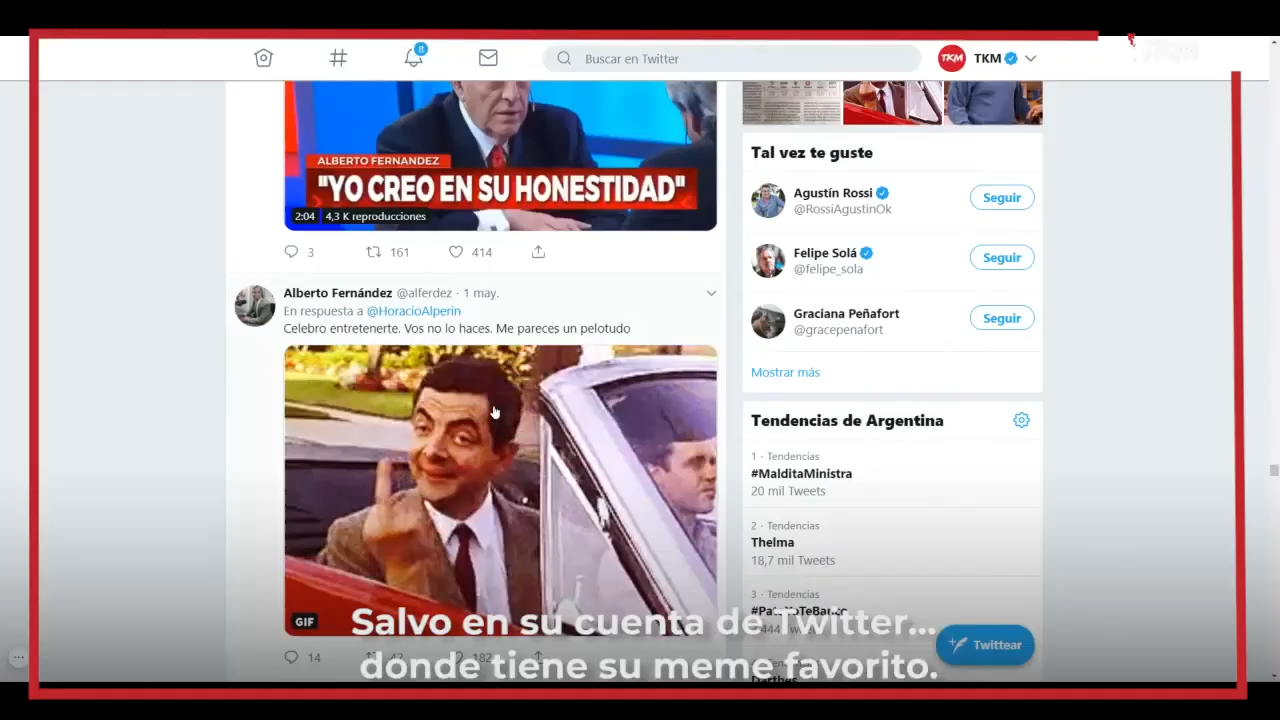 8
Buscar en Twitter
TKM
TKM
ALBERTO FERNANDEZ
"YO CREO EN SU HONESTIDAD"
2:04
4,3 K reproducciones
3
161
414
Alberto Fernández @alferdez · 1 may.
En respuesta a @HoracioAlperin
Celebro entretenerte. Vos no lo haces. Me pareces un pelotudo
GIF
14
182
Tal vez te guste
Agustín Rossi
@RossiAgustinOk
Seguir
Felipe Solá
@felipe_sola
Seguir
Graciana Peñafort
@gracepenafort
Seguir
Mostrar más
Tendencias de Argentina
1 · Tendencias
#MalditaMinistra
20 mil Tweets
2 · Tendencias
Thelma
18,7 mil Tweets
3 · Tendencias
Darthes
Twittear
Salvo en su cuenta de Twitter...
donde tiene su meme favorito.